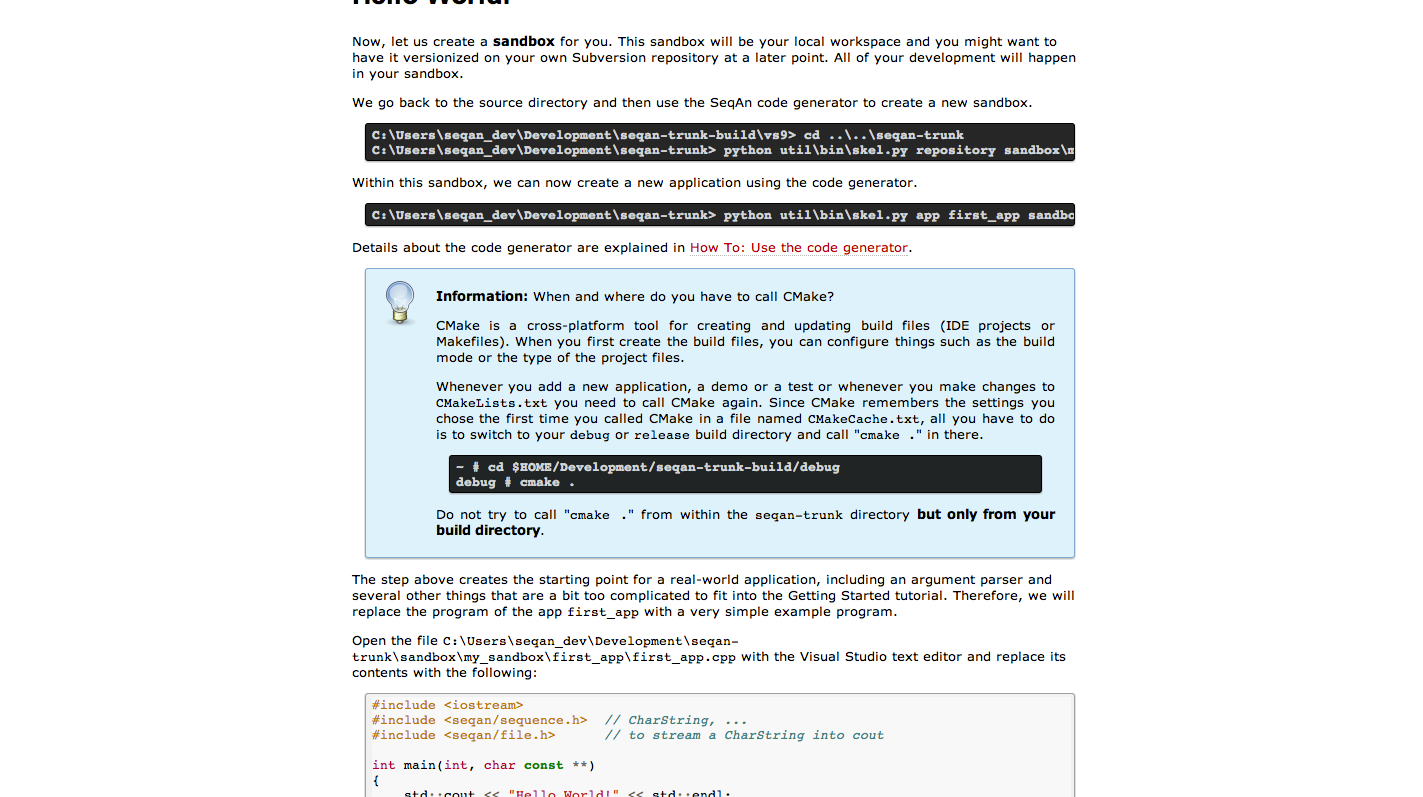 Hello World!
Now, let us create a sandbox for you. This sandbox will be your local workspace and you might want to
have it versionized on your own Subversion repository at a later point. All of your development will happen
in your sandbox.
We go back to the source directory and then use the SeqAn code generator to create a new sandbox.
C:\Users\seqan_dev\Development\seqan-trunk-build\vs9> cd ..\..\seqan-trunk
C:\Users\seqan_dev\Development\seqan-trunk> python util\bin\skel.py repository sandbox\m
Within this sandbox, we can now create a new application using the code generator.
C:\Users\seqan_dev\Development\seqan-trunk> python util\bin\skel.py app first_app sandbo
Details about the code generator are explained in How To: Use the code generator.
Information: When and where do you have to call CMake?
CMake is a cross-platform tool for creating and updating build files (IDE projects or
Makefiles). When you first create the build files, you can configure things such as the build
mode or the type of the project files.
Whenever you add a new application, a demo or a test or whenever you make changes to
CMakeLists.txt you need to call CMake again. Since CMake remembers the settings you
chose the first time you called CMake in a file named CMakeCache.txt, all you have to do
is to switch to your debug or release build directory and call "cmake ." in there.
~ # cd $HOME/Development/seqan-trunk-build/debug
debug # cmake .
Do not try to call "cmake ." from within the seqan-trunk directory but only from your
build directory.
The step above creates the starting point for a real-world application, including an argument parser and
several other things that are a bit too complicated to fit into the Getting Started tutorial. Therefore, we will
replace the program of the app first_app with a very simple example program.
Open the file C:\Users\seqan_dev\Development\seqan-
trunk\sandbox\my_sandbox\first_app\first_app.cpp with the Visual Studio text editor and replace its
contents with the following:
#include <iostream>
#include <seqan/sequence.h>  // CharString, ...
#include <seqan/file.h>      // to stream a CharString into cout
int main(int, char const **)
{
    std::cout << "Hello World!" << std::endl;